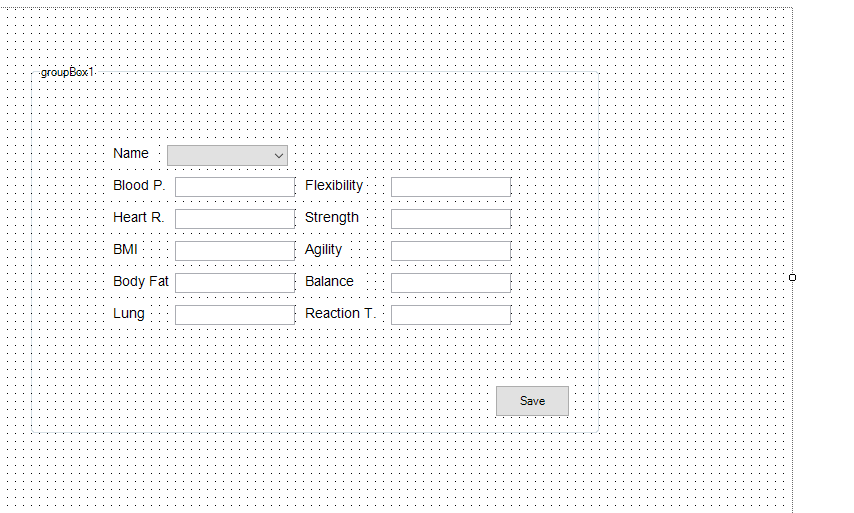 groupBox1
Name
Blood P. Flexibility
Heart R. Strength
BMI Agility
Body Fat Balance
Lung Reaction T.
Save